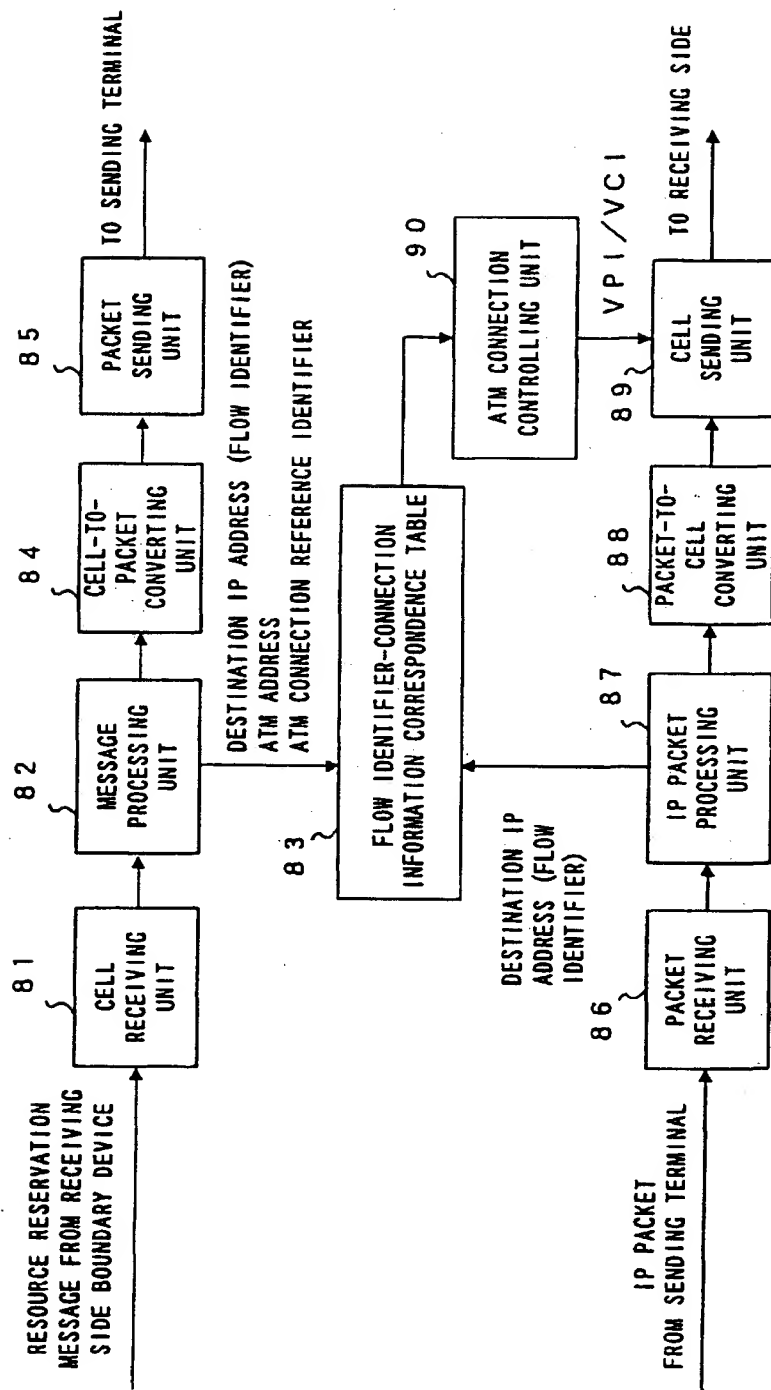 RESOURCE RESERVATION
MESSAGE FROM RECEIVING
SIDE BOUNDARY DEVICE
81
CELL
RECEIVING
UNIT
82
MESSAGE
PROCESSING
UNIT
84
CELL-TO-
PACKET
CONVERTING
UNIT
85
PACKET
SENDING
UNIT
TO SENDING TERMINAL
DESTINATION IP ADDRESS (FLOW IDENTIFIER)
ATM ADDRESS
ATM CONNECTION REFERENCE IDENTIFIER
83
FLOW IDENTIFIER-CONNECTION
INFORMATION CORRESPONDENCE TABLE
90
ATM CONNECTION
CONTROLLING UNIT
VPI/VCI
DESTINATION IP
ADDRESS (FLOW
IDENTIFIER)
IP PACKET
FROM SENDING TERMINAL
86
PACKET
RECEIVING
UNIT
87
IP PACKET
PROCESSING
UNIT
88
PACKET-TO-
CELL
CONVERTING
UNIT
89
CELL
SENDING
UNIT
TO RECEIVING SIDE